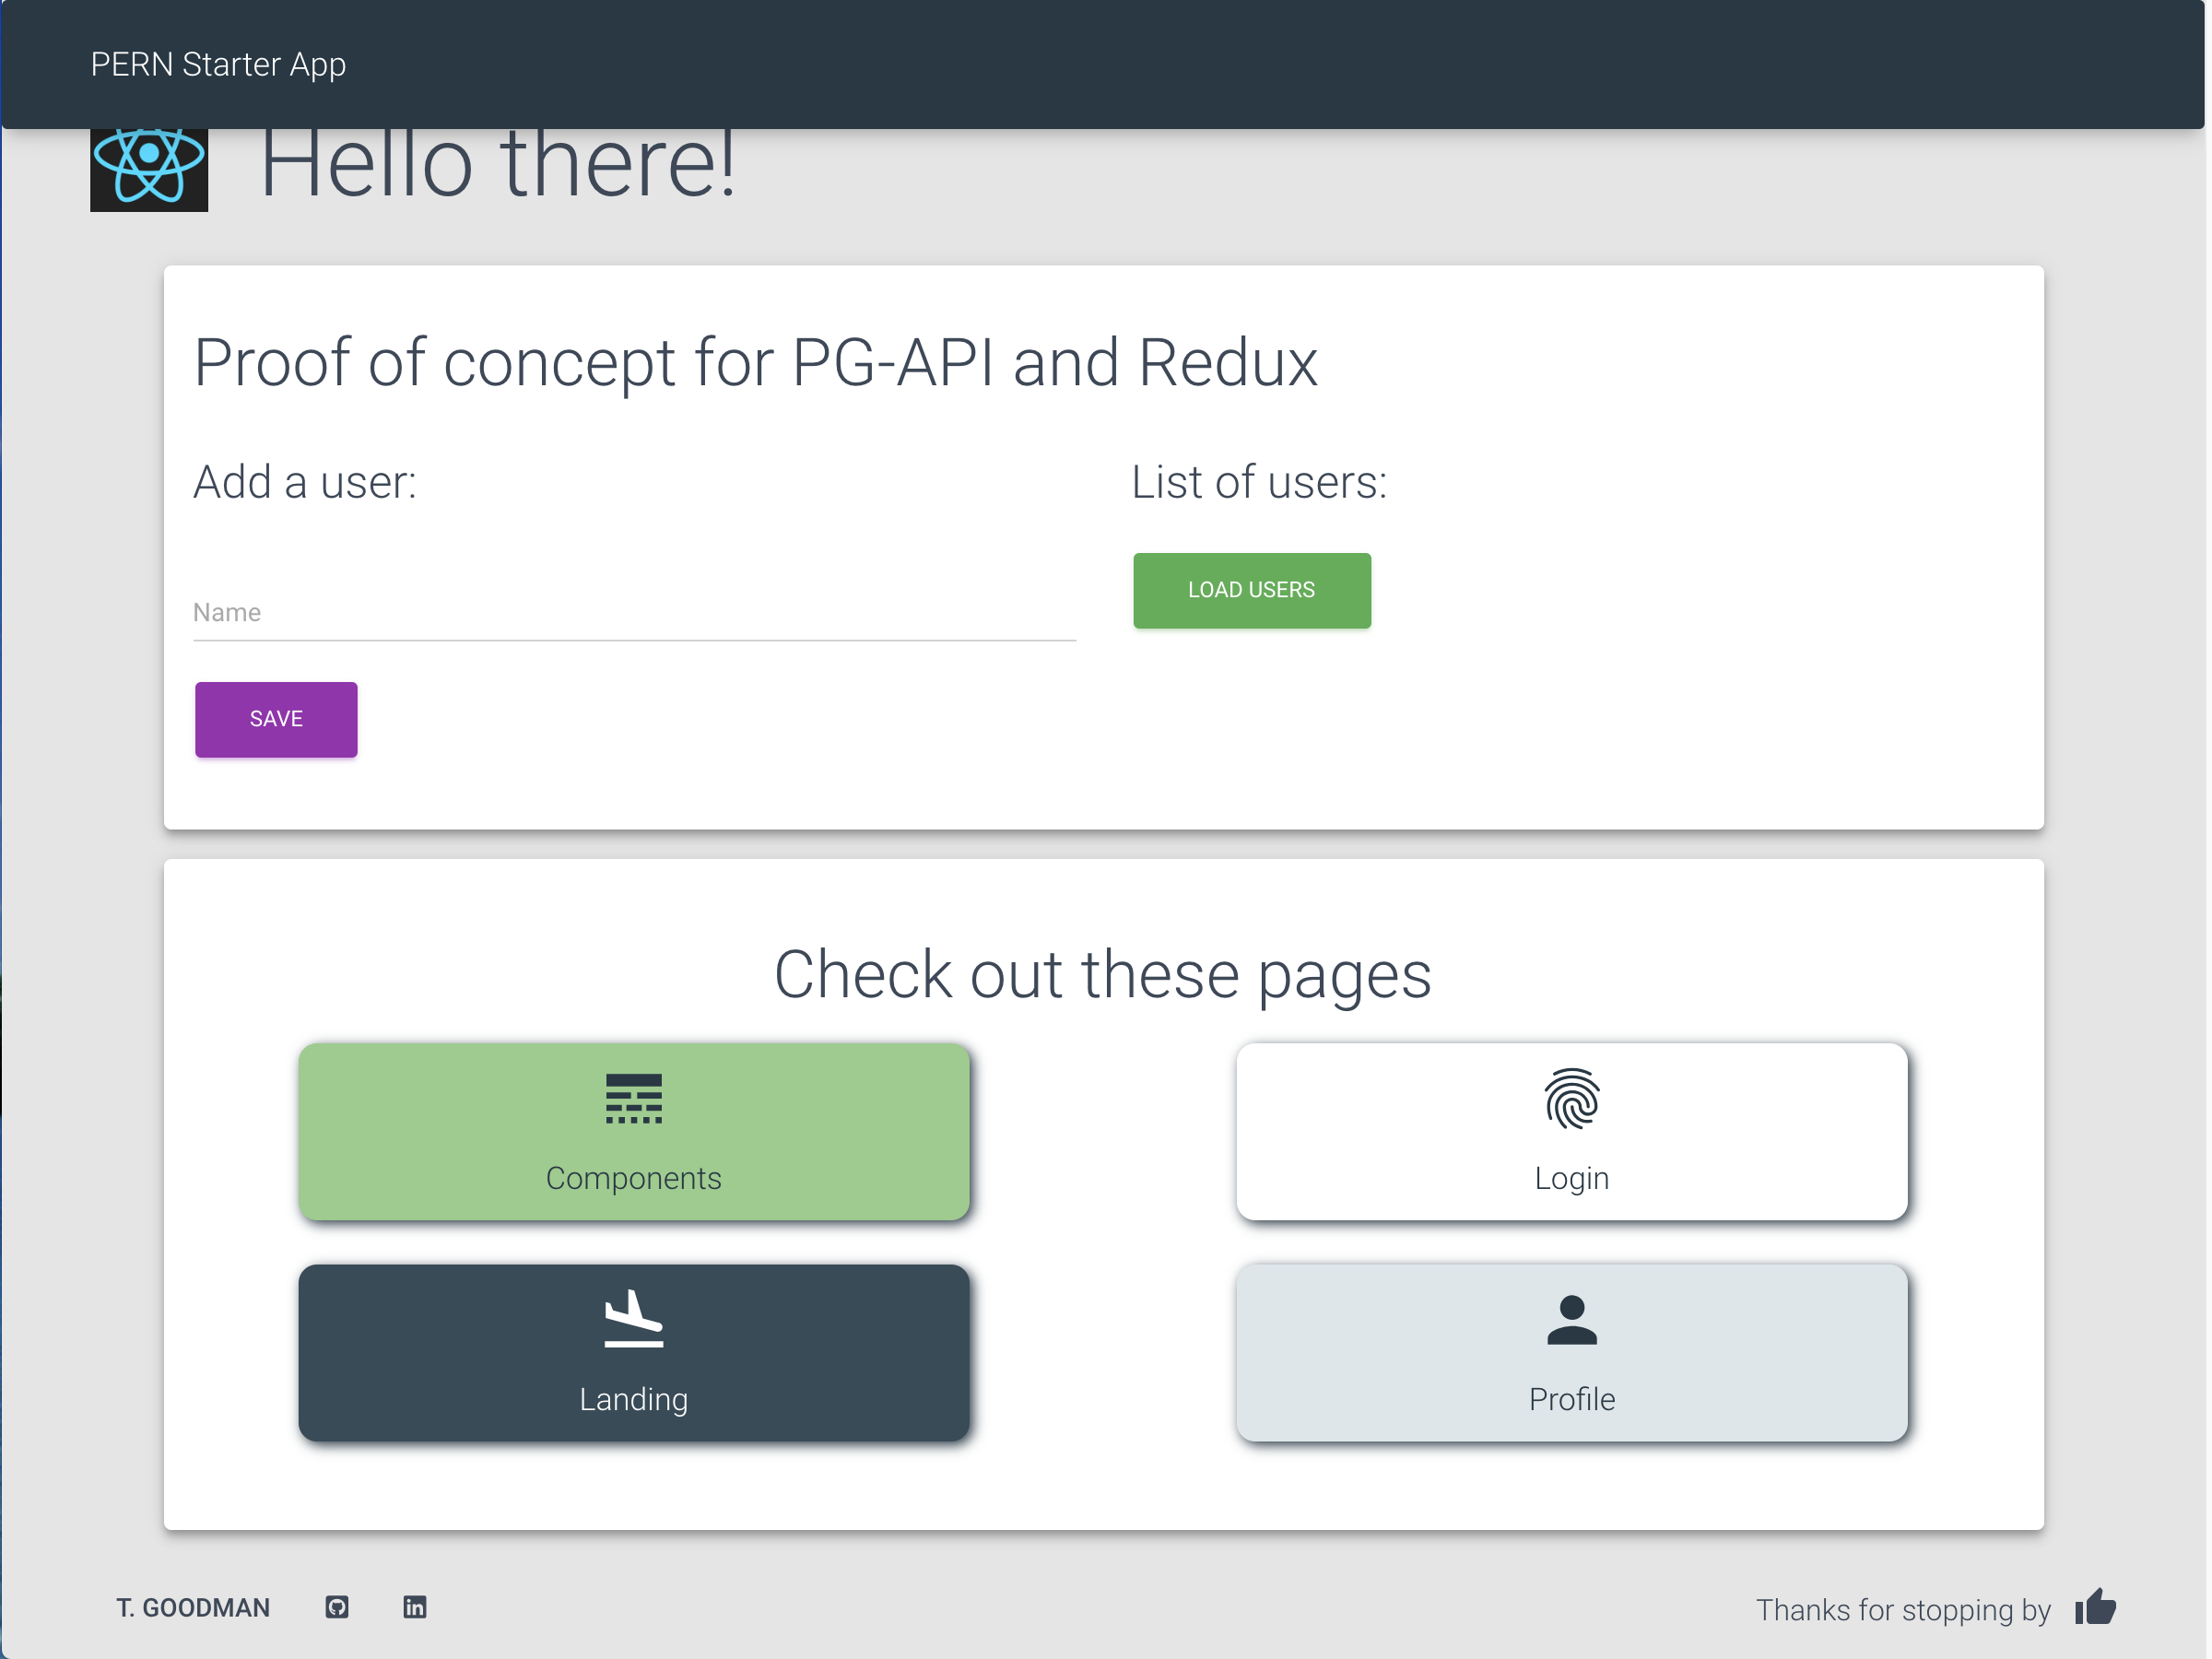 PERN Starter App
Hello there!
Proof of concept for PG-API and Redux
Add a user:
Name
SAVE
List of users:
LOAD USERS
Check out these pages
Components
Login
Landing
Profile
T. GOODMAN
in
Thanks for stopping by